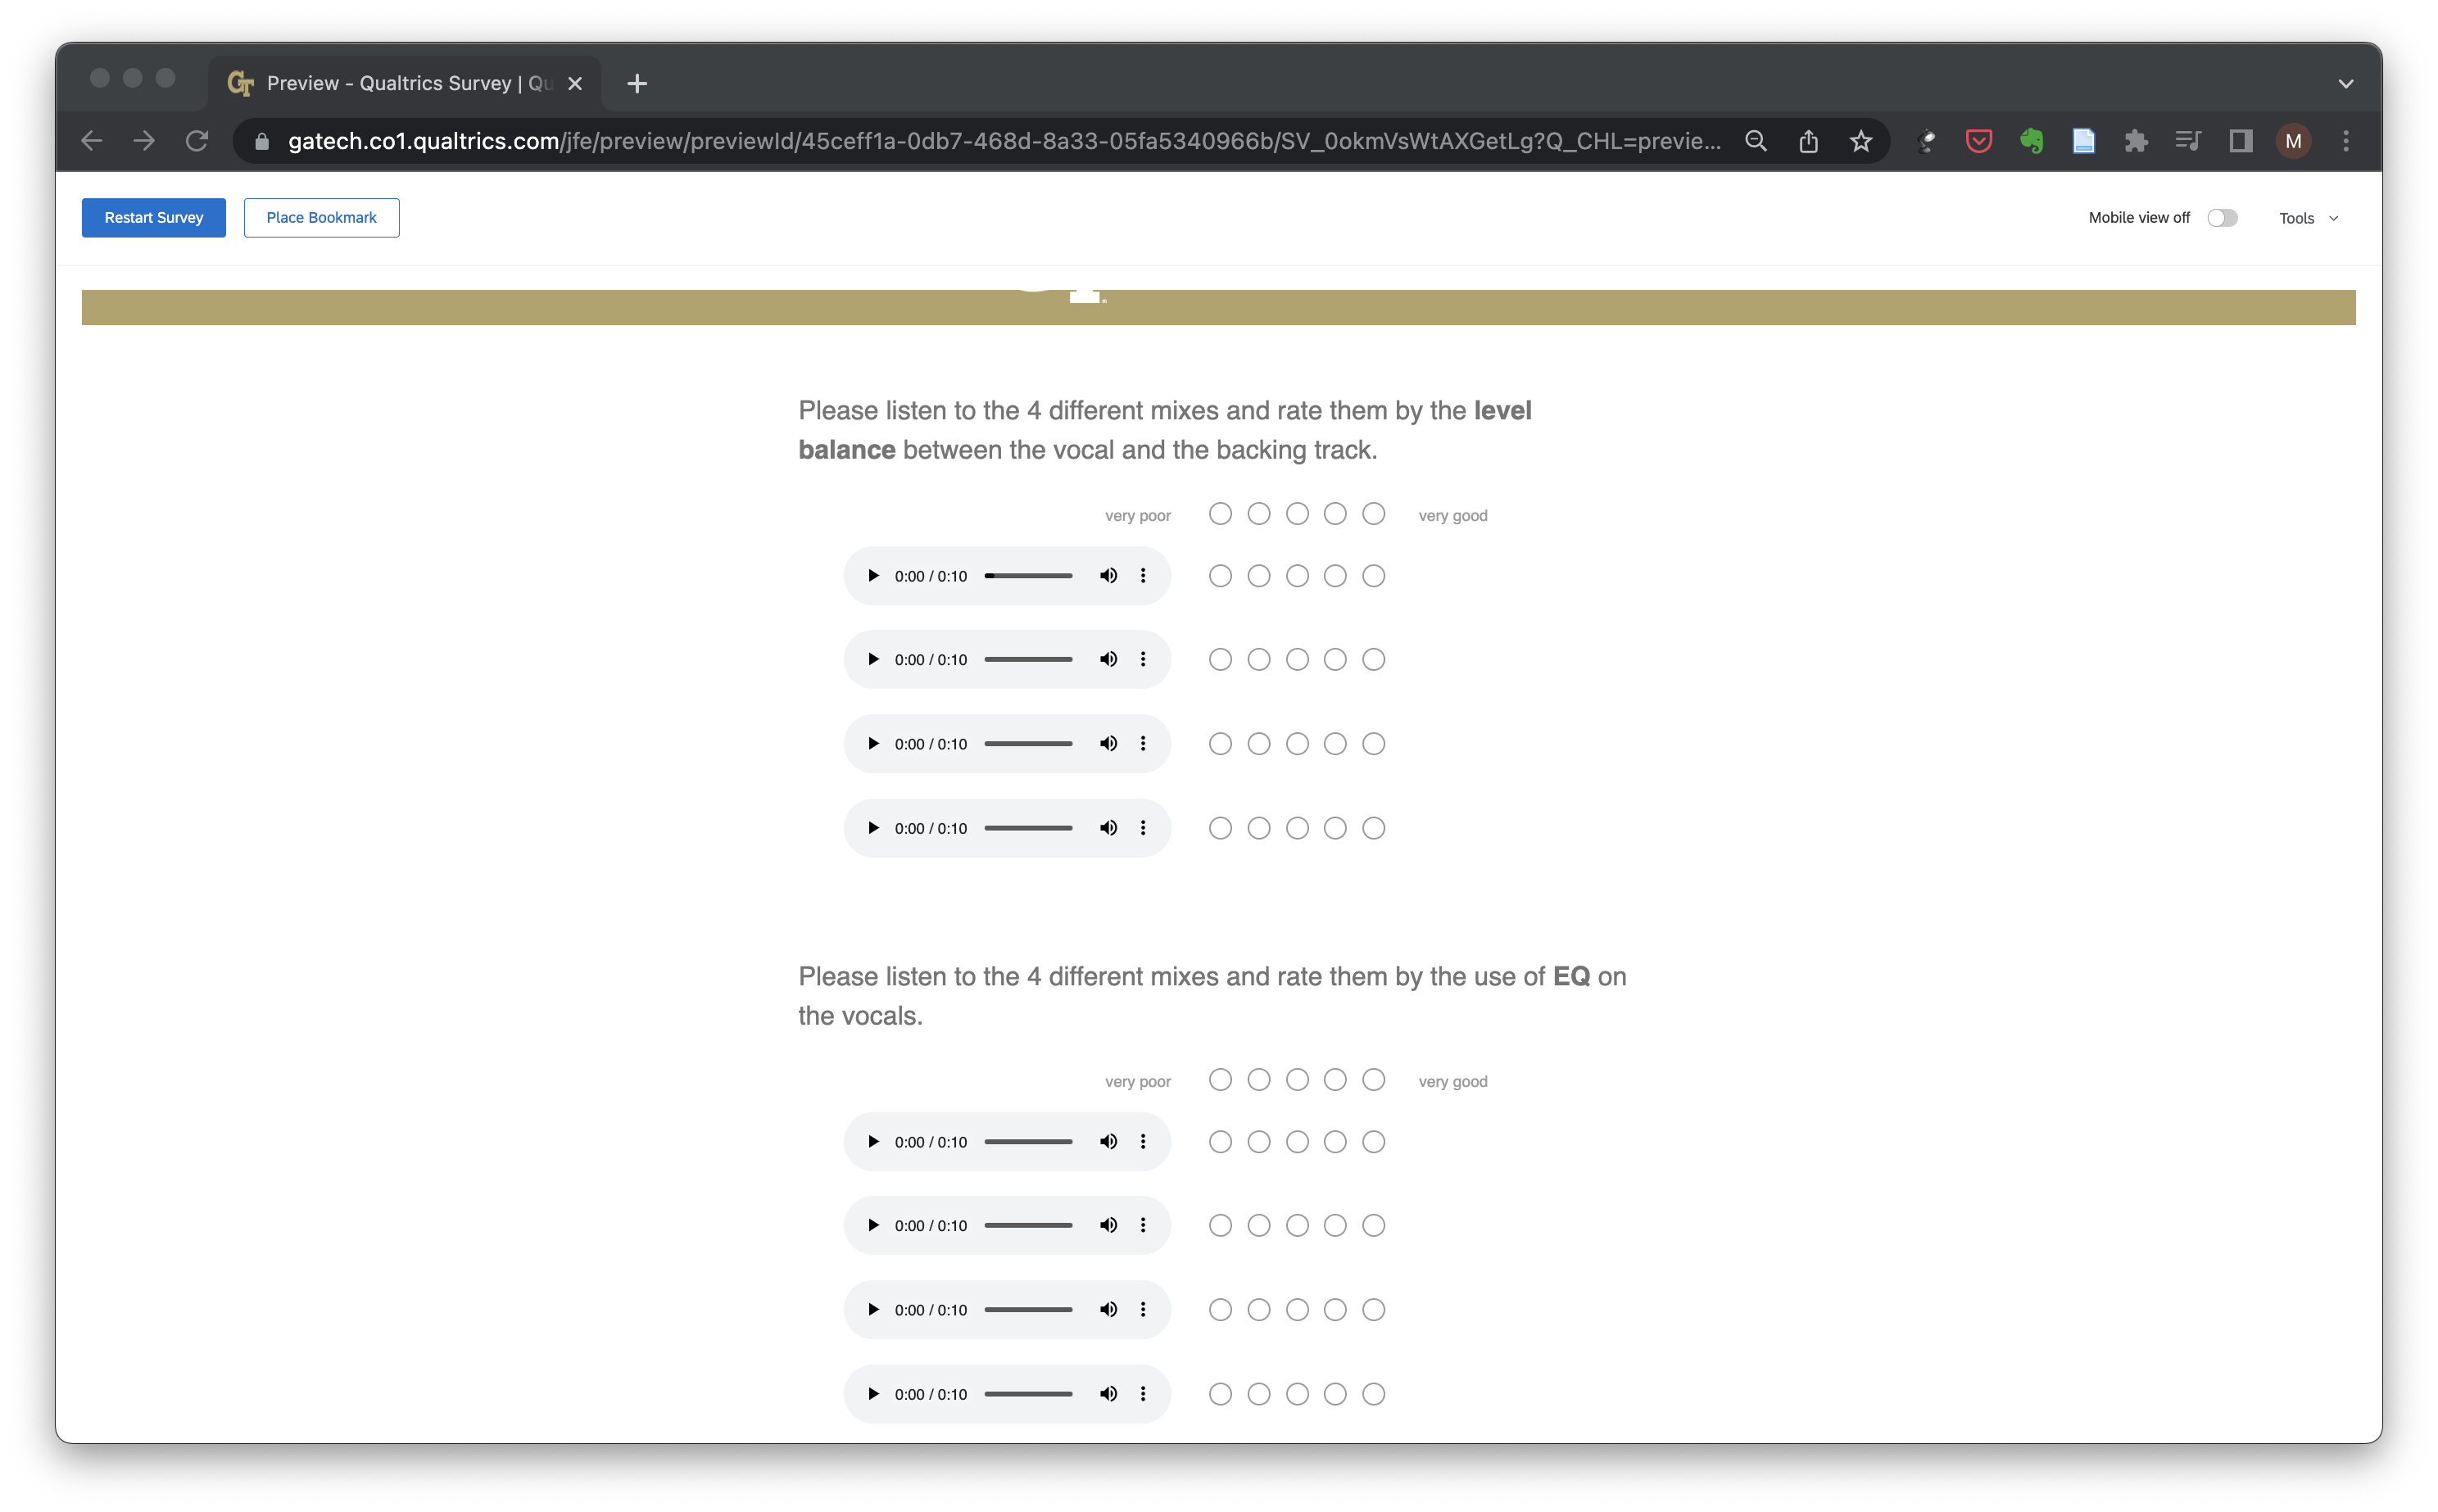 GT Preview - Qualtrics Survey | Qu
gatech.co1.qualtrics.com/jfe/preview/previewId/45ceff1a-0db7-468d-8a33-05fa5340966b/SV_0okmVsWtAXGetLg?Q_CHL=previe...
M
Restart Survey
Place Bookmark
Mobile view off
Tools
Please listen to the 4 different mixes and rate them by the level
balance between the vocal and the backing track.
very poor
very good
0:00 / 0:10
0:00 / 0:10
0:00 / 0:10
0:00 / 0:10
Please listen to the 4 different mixes and rate them by the use of EQ on
the vocals.
very poor
very good
0:00 / 0:10
0:00 / 0:10
0:00 / 0:10
0:00 / 0:10